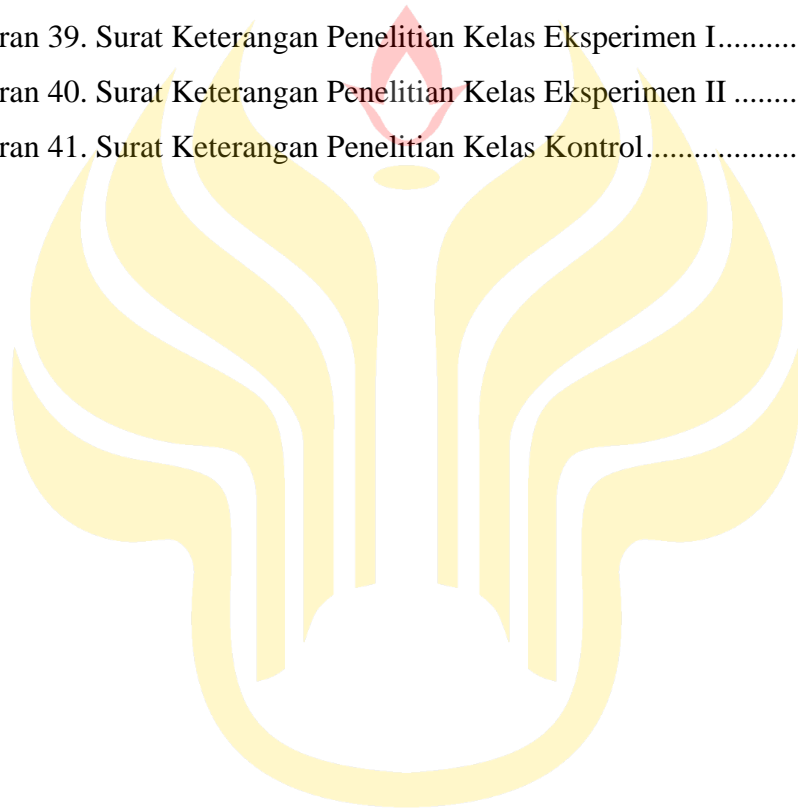 ran 39. Surat Keterangan Penelitian Kelas Eksperimen I..........
ran 40. Surat Keterangan Penelitian Kelas Eksperimen II ........
ran 41. Surat Keterangan Penelitian Kelas Kontrol...................